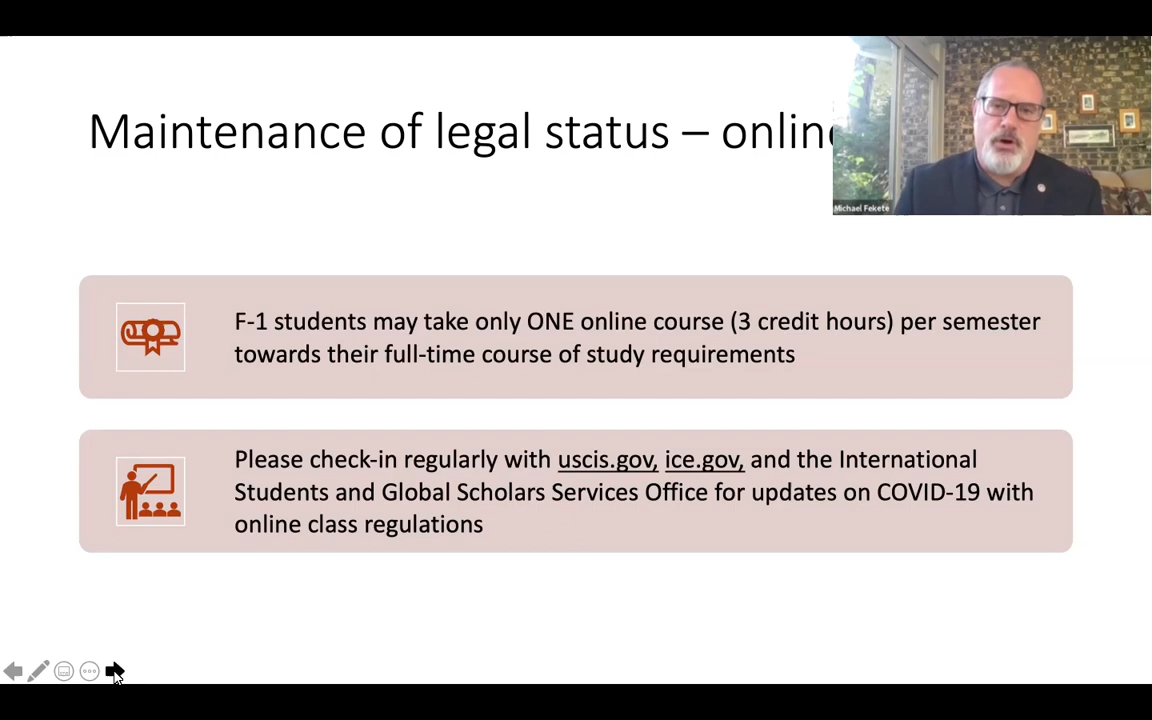 Maintenance of legal status – online
Michael Fekete
F-1 students may take only ONE online course (3 credit hours) per semester
towards their full-time course of study requirements
Please check-in regularly with uscis.gov, ice.gov, and the International
Students and Global Scholars Services Office for updates on COVID-19 with
online class regulations